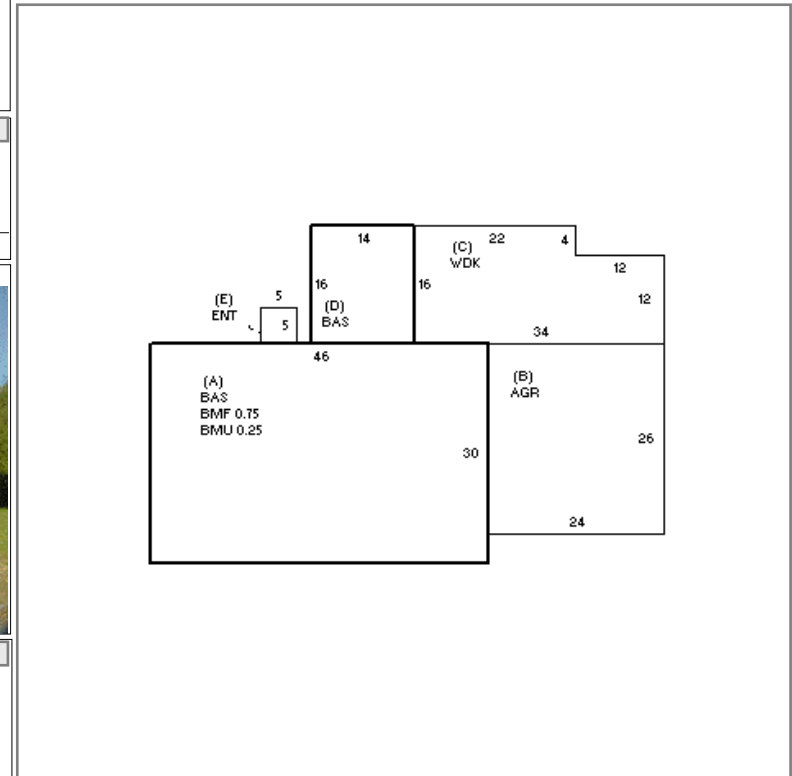 14
(C)
22
4
WDK
12
16
16
5
(E)
ENT
12
(D)
BAS
5
34
46
(A)
BAS
BMF 0.75
BMU 0.25
(B)
AGR
30
26
24